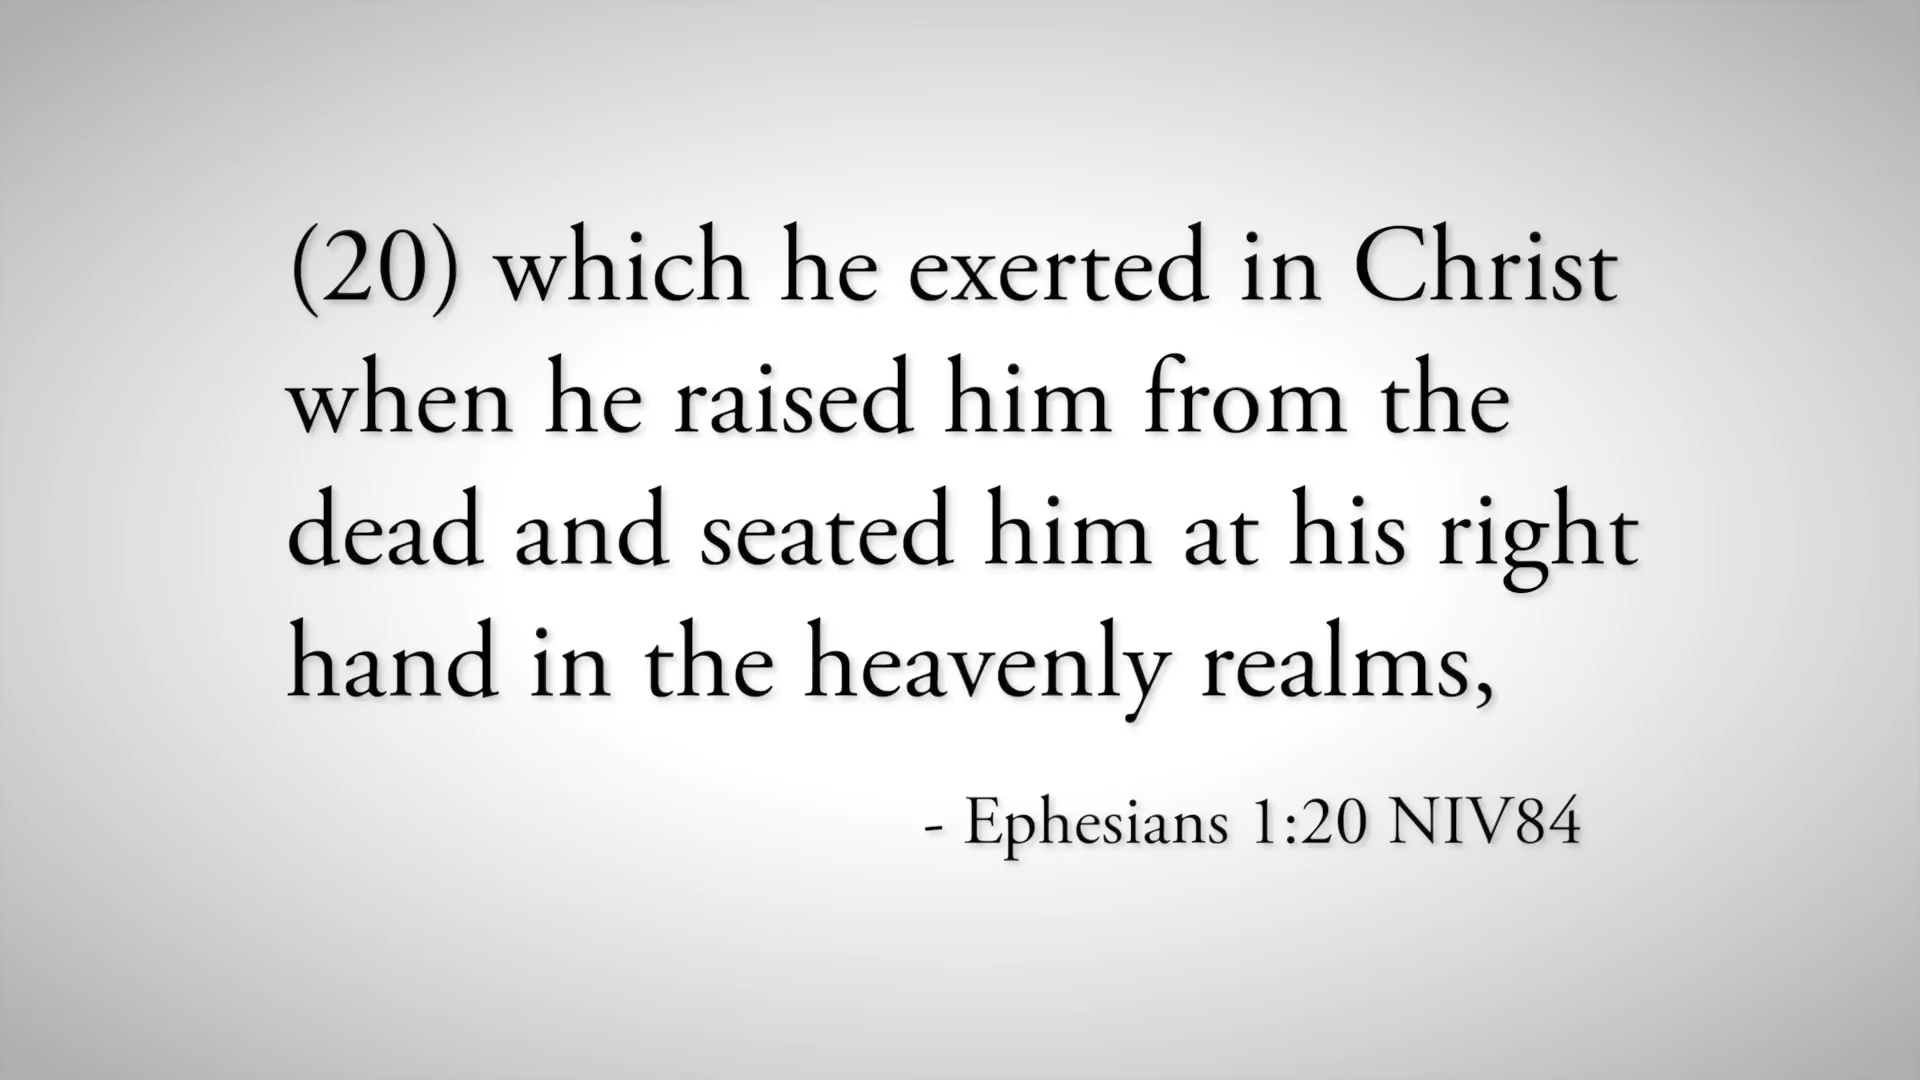 (20) which he exerted in Christ
when he raised him from the
dead and seated him at his right
hand in the heavenly realms,
- Ephesians 1:20 NIV84